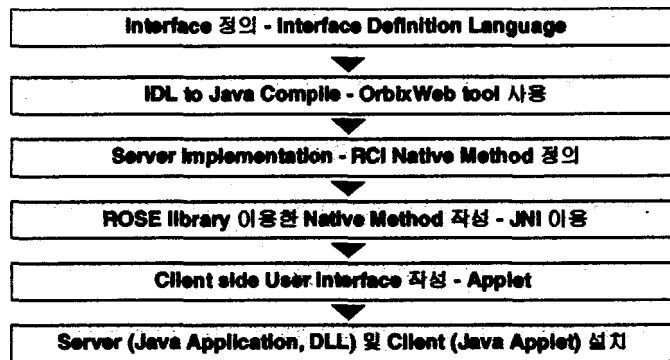 Interface 정의 - Interface Definition Language
IDL to Java Compile - OrbixWeb tool 사용
Server Implementation - RCI Native Method 정의
ROSE library 이용한 Native Method 작성 - JNI 이용
Client side User Interface 작성 - Applet
Server (Java Application, DLL) 및 Client (Java Applet) 설치